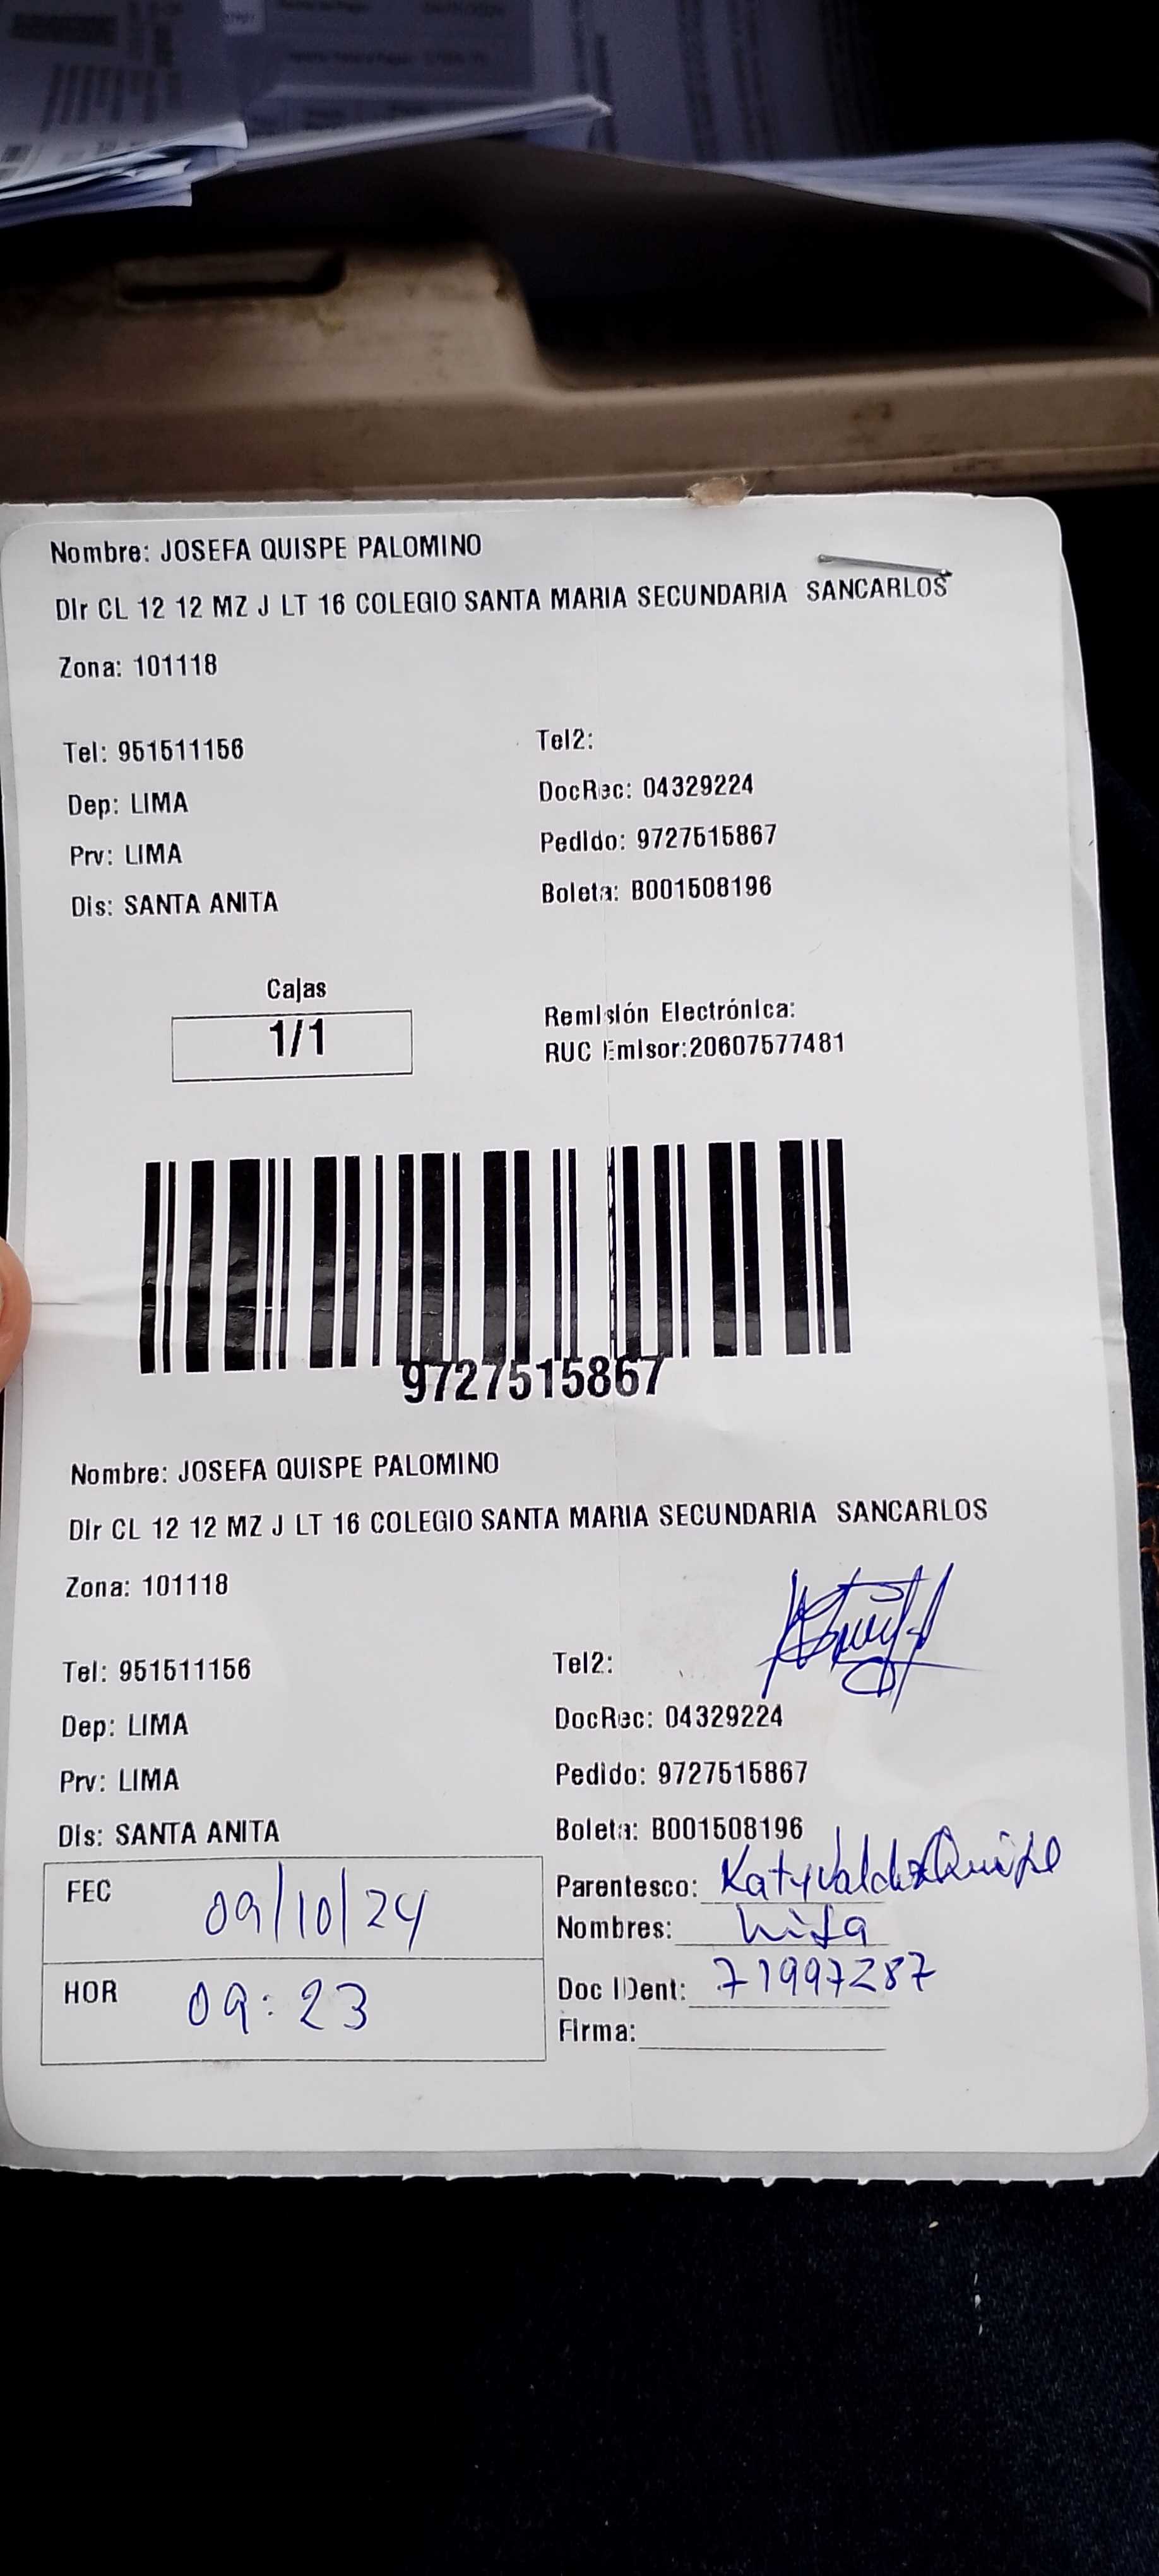 Nombre: JOSEFA QUISPE PALOMINO
Dir CL 12 12 MZ J LT 16 COLEGIO SANTA MARIA SECUNDARIA SANCARLOS
Zona: 101118
Tel: 951511156 Tel2:
Dep: LIMA DocRec: 04329224
Prv: LIMA Pedido: 9727515867
Dis: SANTA ANITA Boleta: B001508196
Cajas
1/1
Remisión Electrónica:
RUC Emisor:20607577481
9727515867
Nombre: JOSEFA QUISPE PALOMINO
Dir CL 12 12 MZ J LT 16 COLEGIO SANTA MARIA SECUNDARIA SANCARLOS
Zona: 101118
Tel: 951511156 Tel2:
Dep: LIMA DocRec: 04329224
Prv: LIMA Pedido: 9727515867
Dis: SANTA ANITA Boleta: B001508196
FEC 09/10/24 Parentesco: Katy Valdez Quispe
Nombres:
HOR 09:23 Doc IDent: 71997287
Firma: